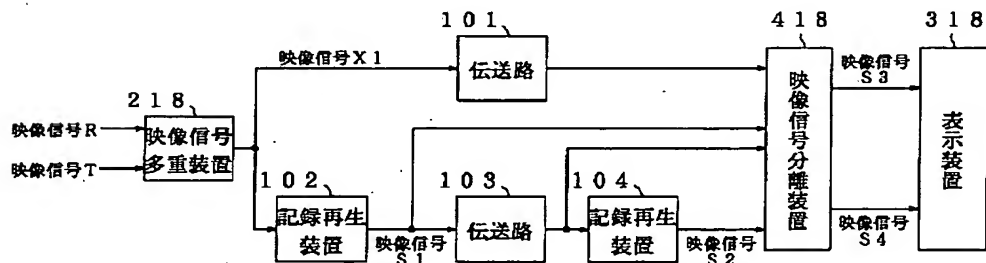 101
418
318
映像信号X1
伝送路
映像信号
S3
218
映像信号R
映像信号T
映像信号
多重装置
映像信号分離装置
表示装置
102
103
104
記録再生
装置
映像信号
S1
伝送路
記録再生
装置
映像信号
S2
映像信号
S4